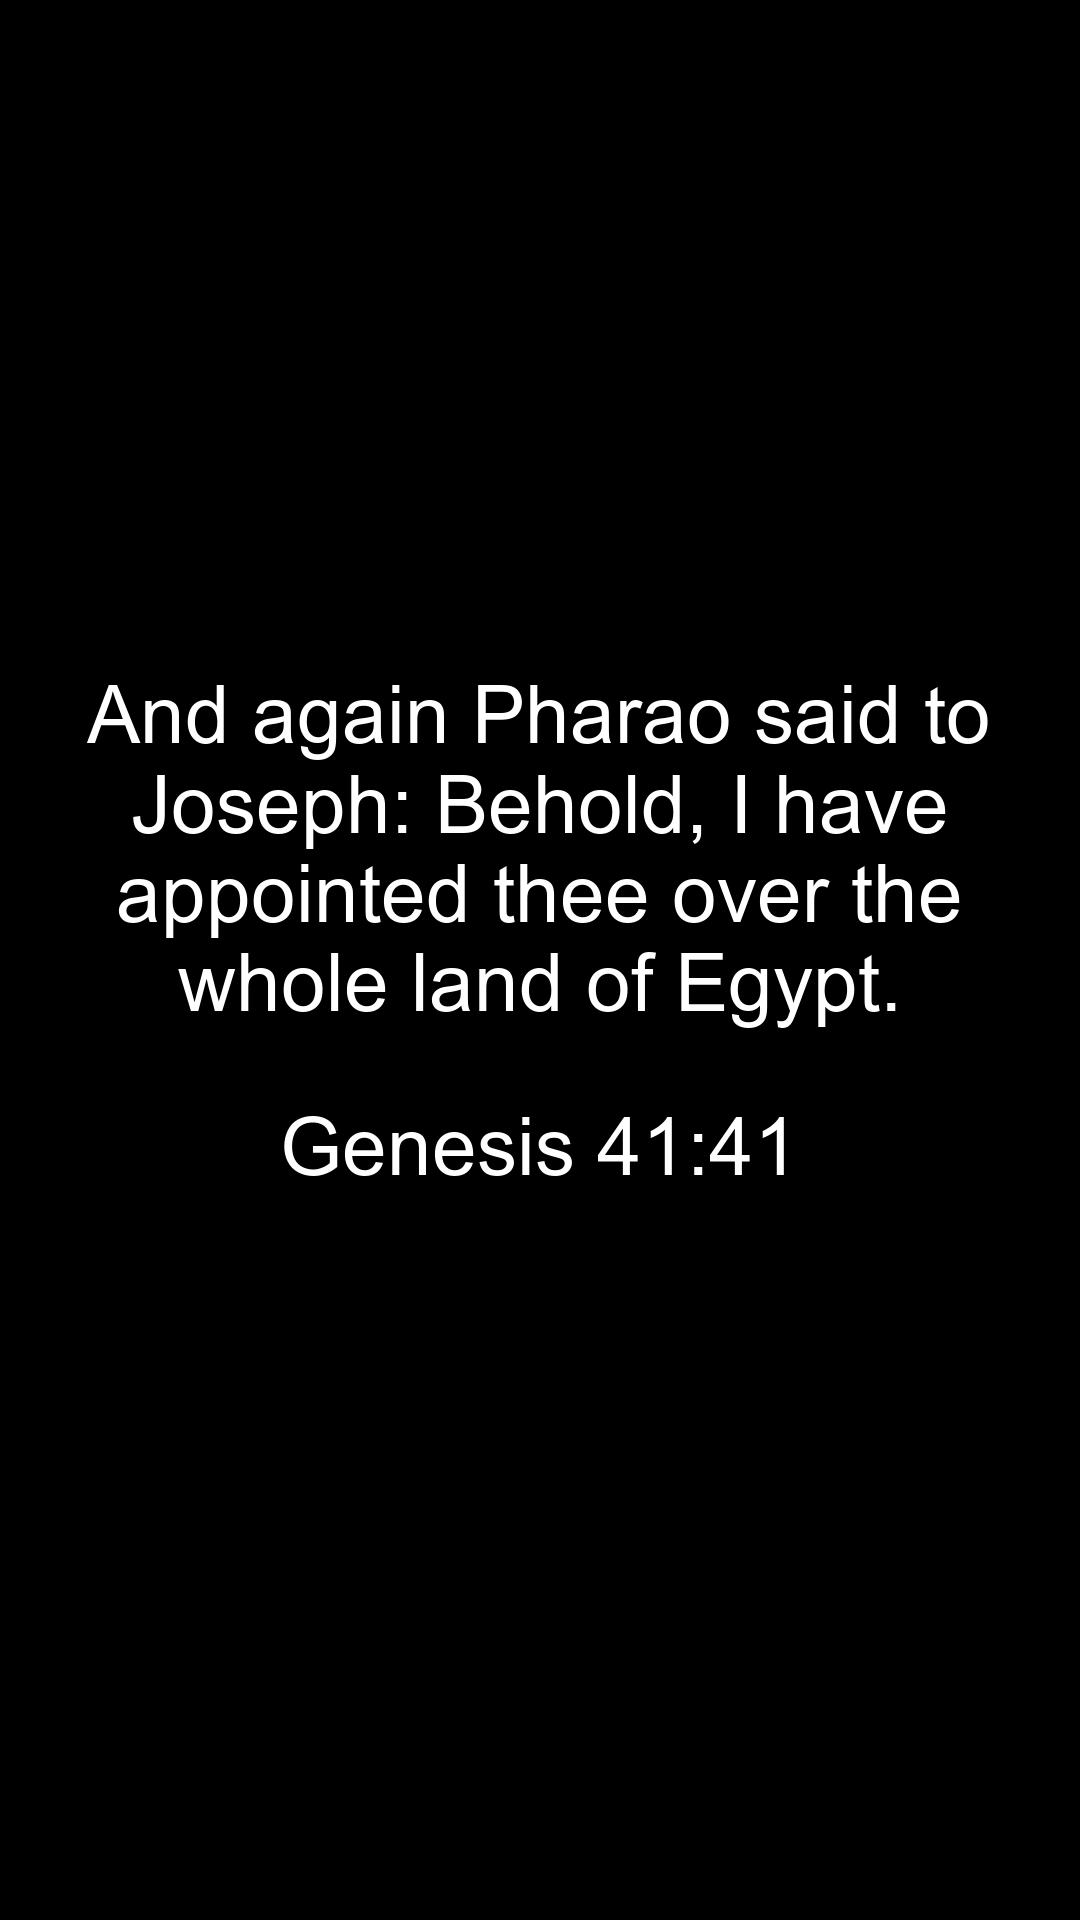 And again Pharao said to
Joseph: Behold, I have
appointed thee over the
whole land of Egypt.
Genesis 41:41